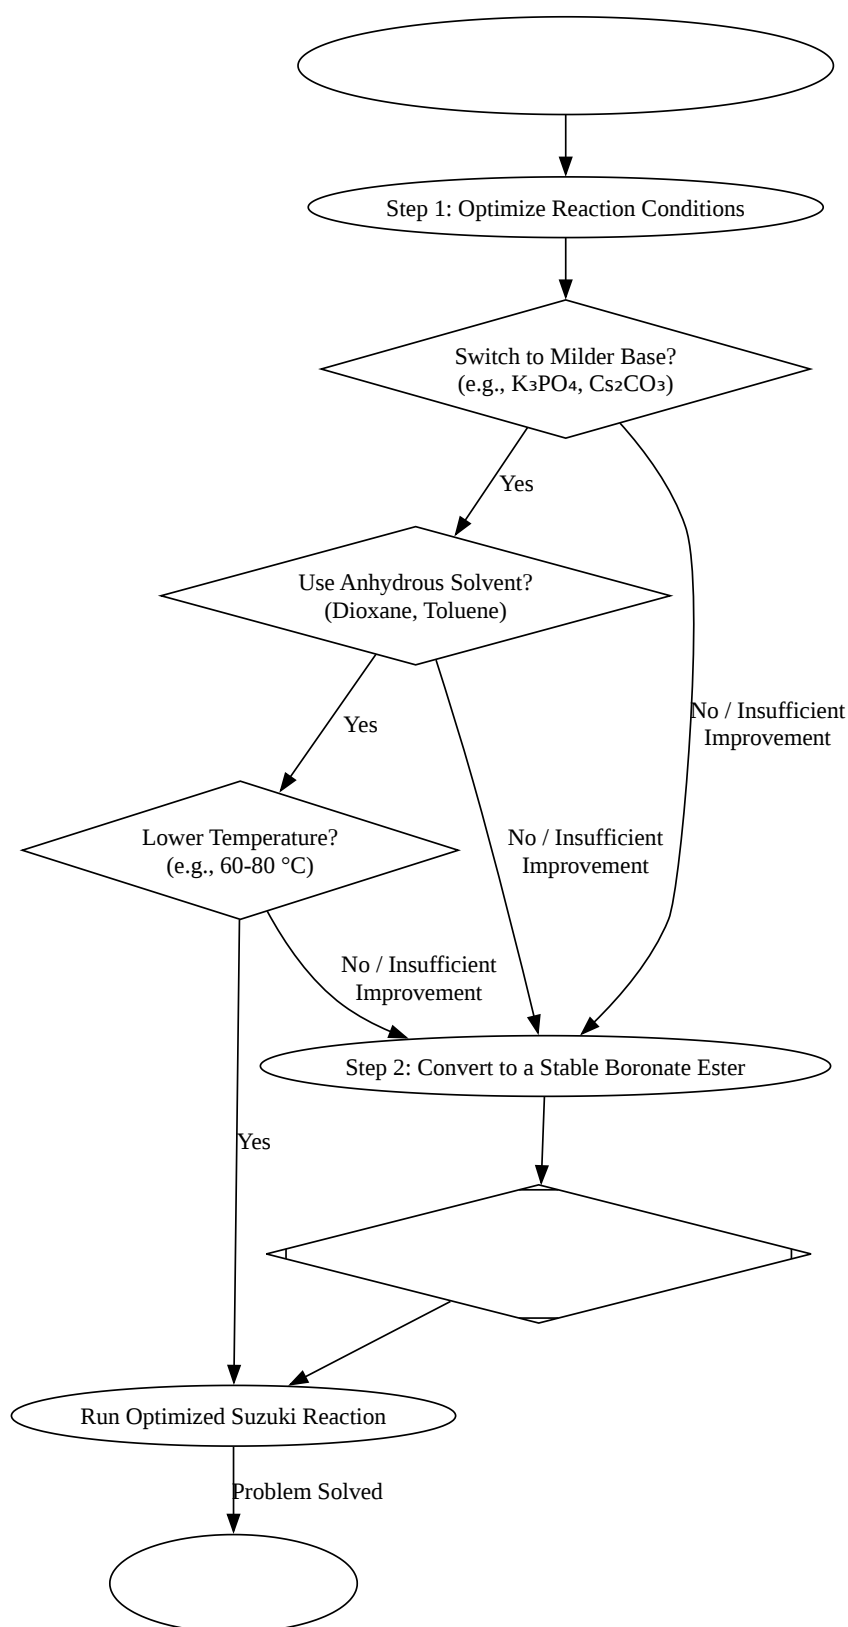 Step 1: Optimize Reaction Conditions
Switch to Milder Base?
(e.g., K₃PO₄, Cs₂CO₃)
Yes
Use Anhydrous Solvent?
(Dioxane, Toluene)
No / Insufficient
Improvement
Yes
Lower Temperature?
(e.g., 60-80 °C)
No / Insufficient
Improvement
No / Insufficient
Improvement
Step 2: Convert to a Stable Boronate Ester
Yes
Run Optimized Suzuki Reaction
Problem Solved